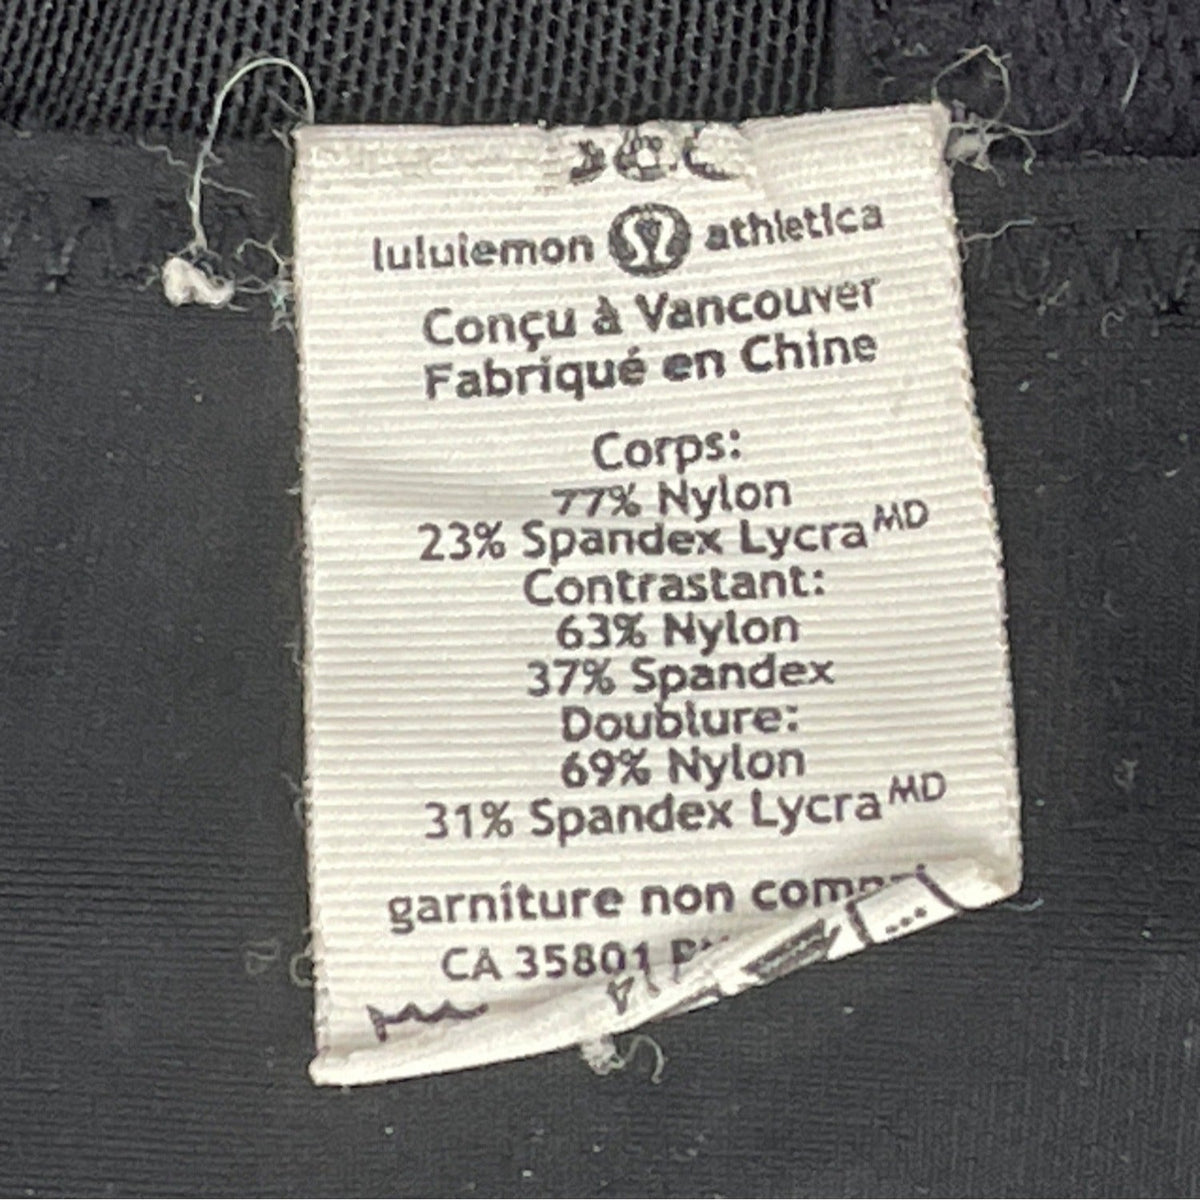 lululemon athletica
Conçu à Vancouver
Fabriqué en Chine
Corps:
77% Nylon
23% Spandex Lycra MD
Contrastant:
63% Nylon
37% Spandex
Doublure:
69% Nylon
31% Spandex Lycra MD
garniture non
CA 35801